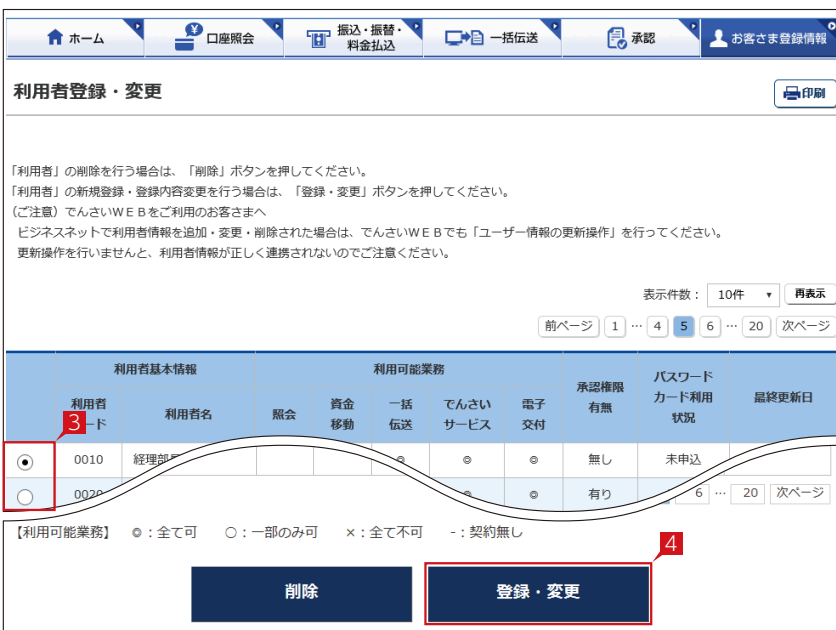 ホーム
口座照会
振込・振替・
料金払込
一括伝送
承認
お客さま登録情報
利用者登録・変更
印刷
「利用者」の削除を行う場合は、「削除」ボタンを押してください。
「利用者」の新規登録・登録内容変更を行う場合は、「登録・変更」ボタンを押してください。
(ご注意)でんさいWEBをご利用のお客さまへ
ビジネスネットで利用者情報を追加・変更・削除された場合は、でんさいWEBでも「ユーザー情報の更新操作」を行ってください。
更新操作を行いませんと、利用者情報が正しく連携されないのでご注意ください。
表示件数： 10件 ▼ 再表示
前ページ 1 … 4 5 6 … 20 次ページ
利用者基本情報 利用可能業務 承認権限有無 パスワードカード利用状況 最終更新日
利用者 ード 利用者名 照会 資金移動 一括伝送 でんさいサービス 電子交付
3
0010 経理部 ◎ ◎ ◎ 無し 未申込
0020 ◎ ◎ 有り
6 … 20 次ページ
【利用可能業務】 ◎：全て可 ○：一部のみ可 ×：全て不可 -：契約無し
4
削除
登録・変更